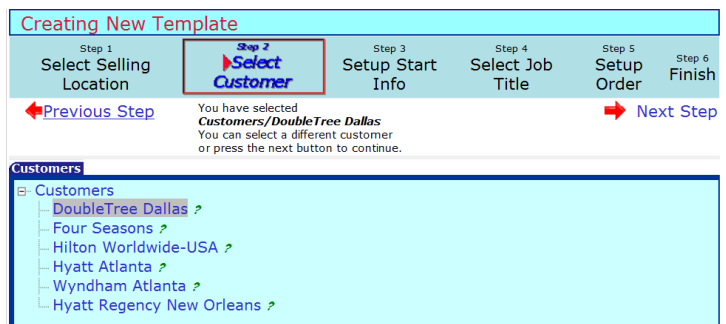 Creating New Template
Step 1
Select Selling
Location
Step 2
Select
Customer
Step 3
Setup Start
Info
Step 4
Select Job
Title
Step 5
Setup
Order
Step 6
Finish
Previous Step
You have selected
Customers/DoubleTree Dallas
You can select a different customer
or press the next button to continue.
Next Step
Customers
Customers
DoubleTree Dallas ?
Four Seasons ?
Hilton Worldwide-USA ?
Hyatt Atlanta ?
Wyndham Atlanta ?
Hyatt Regency New Orleans ?